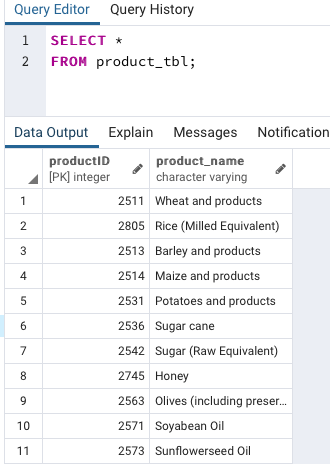 Query Editor Query History
1 SELECT *
2 FROM product_tbl;
Data Output Explain Messages Notification
productID product_name
[PK] integer character varying
1 2511 Wheat and products
2 2805 Rice (Milled Equivalent)
3 2513 Barley and products
4 2514 Maize and products
5 2531 Potatoes and products
6 2536 Sugar cane
7 2542 Sugar (Raw Equivalent)
8 2745 Honey
9 2563 Olives (including preser...
10 2571 Soyabean Oil
11 2573 Sunflowerseed Oil